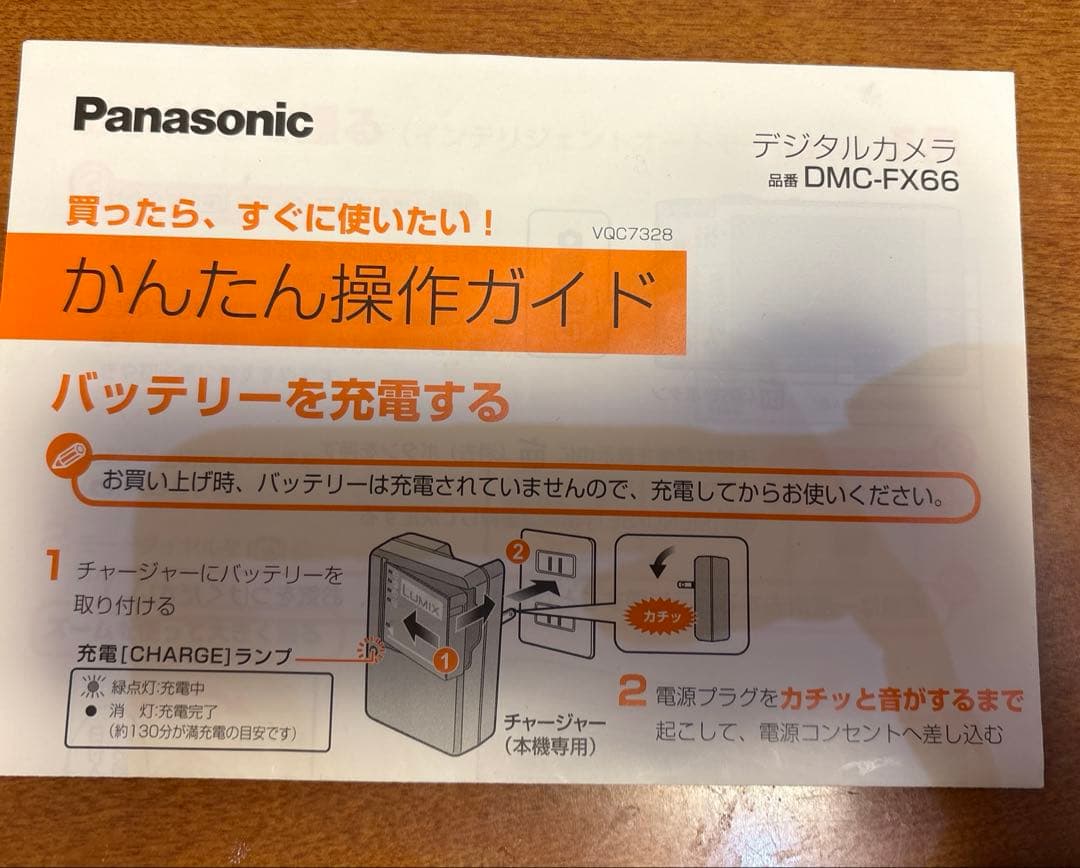 Panasonic
デジタルカメラ
品番 DMC-FX66
買ったら、すぐに使いたい！
VQC7328
かんたん操作ガイド
バッテリーを充電する
お買い上げ時、バッテリーは充電されていませんので、充電してからお使いください。
1 チャージャーにバッテリーを
取り付ける
充電[CHARGE]ランプ
緑点灯:充電中
● 消 灯:充電完了
(約130分が満充電の目安です)
LUMIX
1
2
カチッ
チャージャー
(本機専用)
2 電源プラグをカチッと音がするまで
起こして、電源コンセントへ差し込む